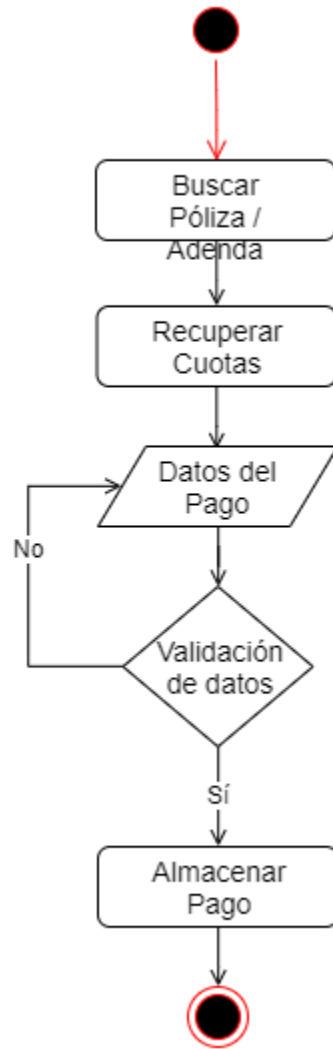 Buscar
Póliza /
Adenda
Recuperar
Cuotas
Datos del
Pago
No
Validación
de datos
Sí
Almacenar
Pago